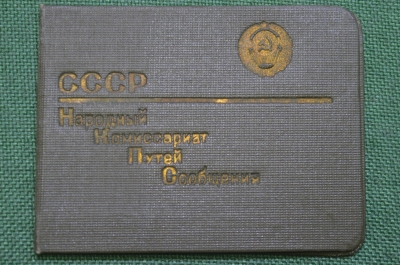 СССР
Народный
Комиссариат
Путей
Сообщения